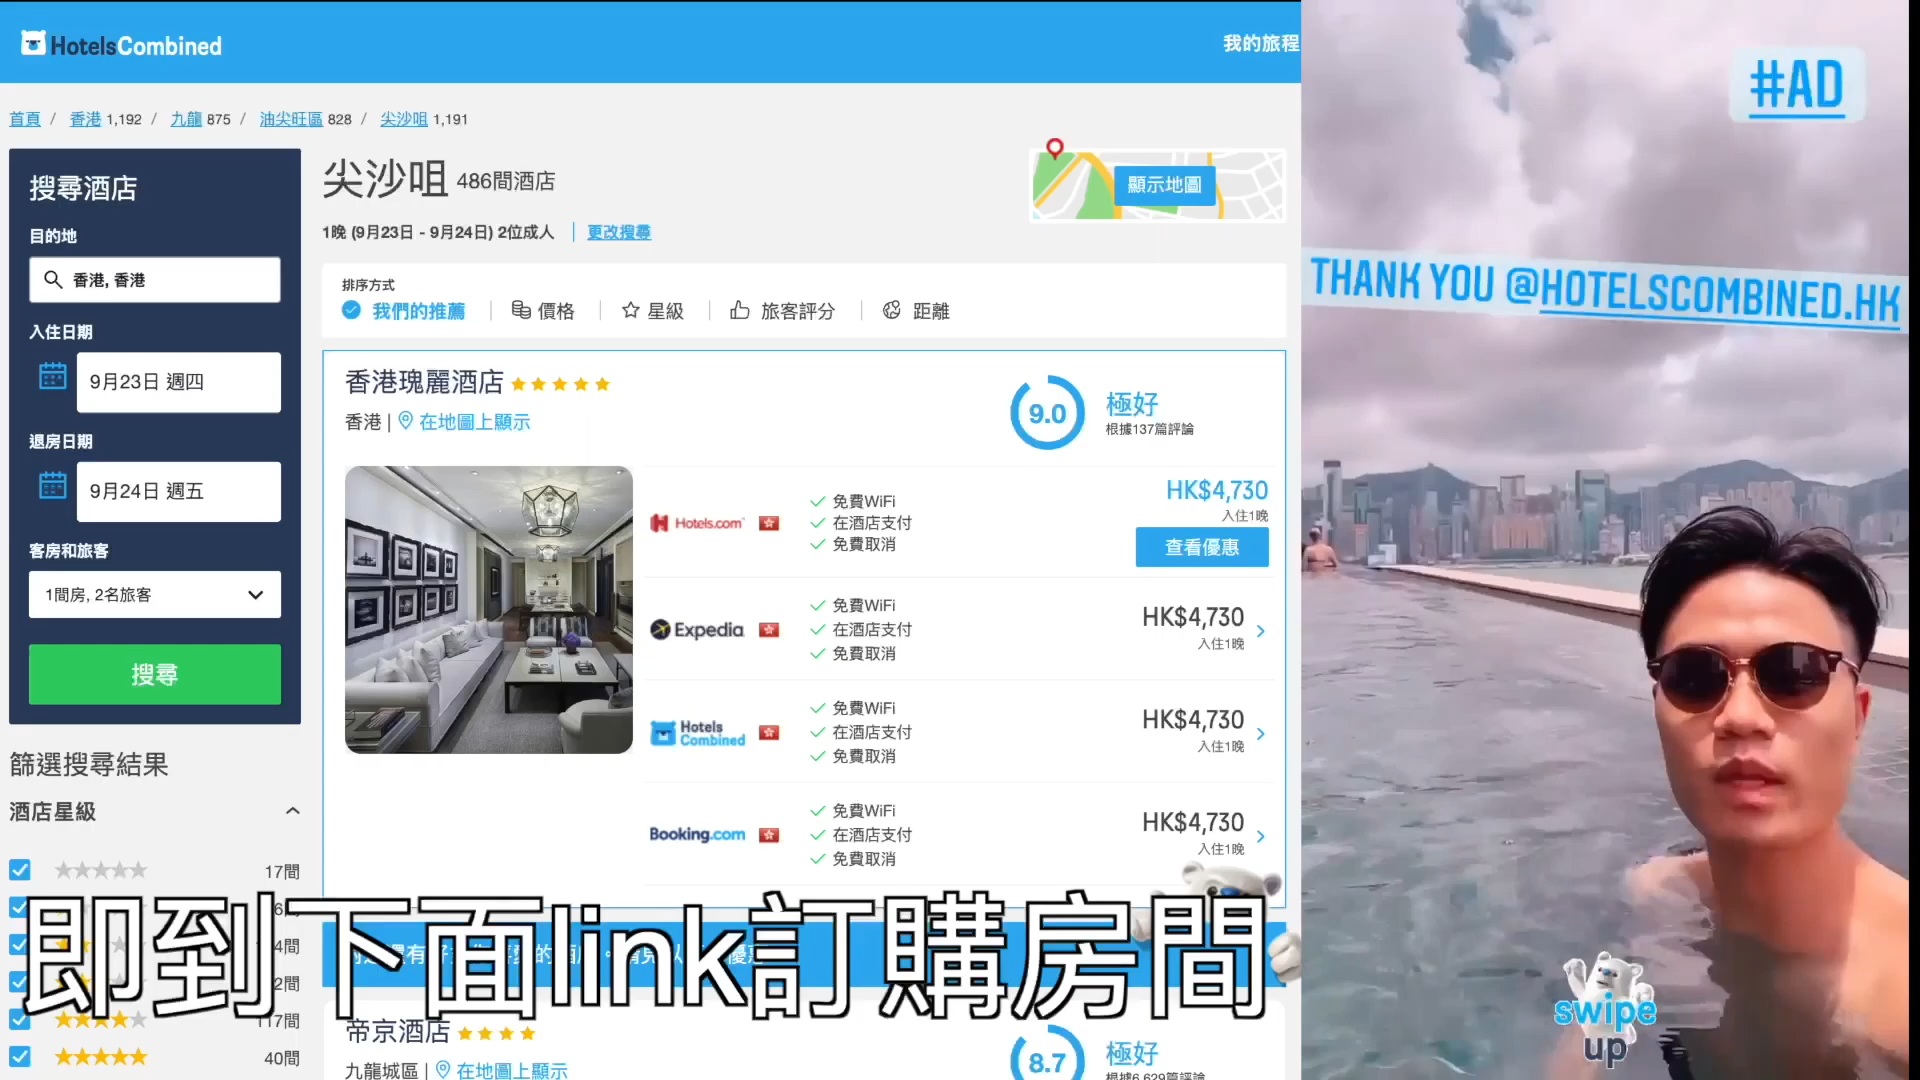 HotelsCombined
我的旅程
首頁 / 香港 1,192 / 九龍 875 / 油尖旺區 828 / 尖沙咀 1,191
搜尋酒店
目的地
香港, 香港
入住日期
9月23日 週四
退房日期
9月24日 週五
客房和旅客
1間房, 2名旅客
搜尋
篩選搜尋結果
酒店星級
17間
4間
2間
117間
40間
尖沙咀 486間酒店
1晚 (9月23日 - 9月24日) 2位成人 更改搜尋
顯示地圖
排序方式
我們的推薦 價格 星級 旅客評分 距離
香港瑰麗酒店
香港 | 在地圖上顯示
9.0
極好
根據137篇評論
Hotels.com
免費WiFi
在酒店支付
免費取消
HK$4,730
入住1晚
查看優惠
Expedia
免費WiFi
在酒店支付
免費取消
HK$4,730
入住1晚
Hotels
Combined
免費WiFi
在酒店支付
免費取消
HK$4,730
入住1晚
Booking.com
免費WiFi
在酒店支付
免費取消
HK$4,730
入住1晚
即到下面link訂購房間
帝京酒店
九龍城區 | 在地圖上顯示
8.7
極好
根據6,629篇評論
#AD
THANK YOU @HOTELSCOMBINED.HK
swipe
up